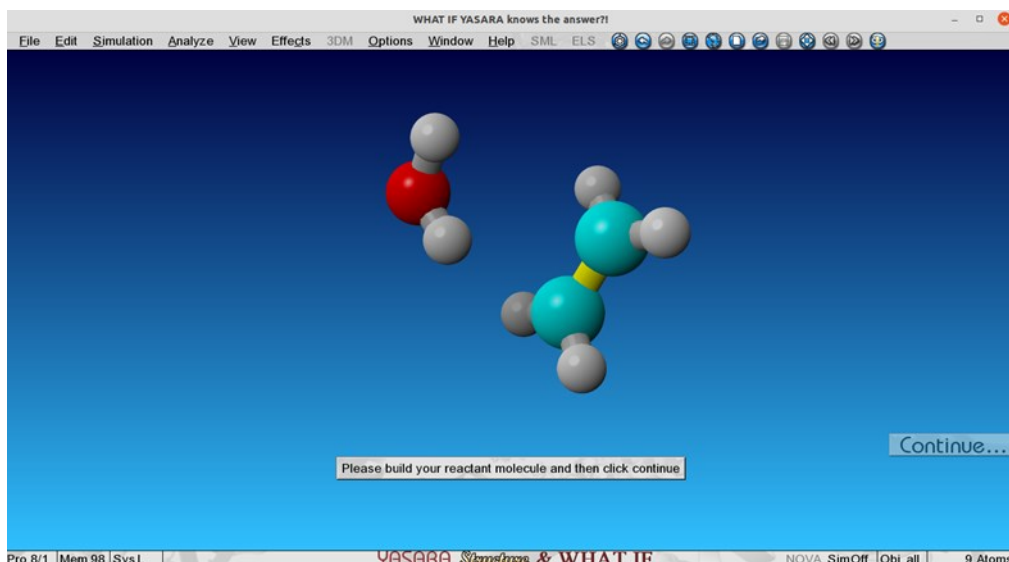 WHAT IF YASARA knows the answer?!
File Edit Simulation Analyze View Effects 3DM Options Window Help SML ELS
Continue...
Please build your reactant molecule and then click continue
Pro 8/1 Mem 98 Sys I YASARA Structure & WHAT IF NOVA SimOff Obj all 9 Atoms